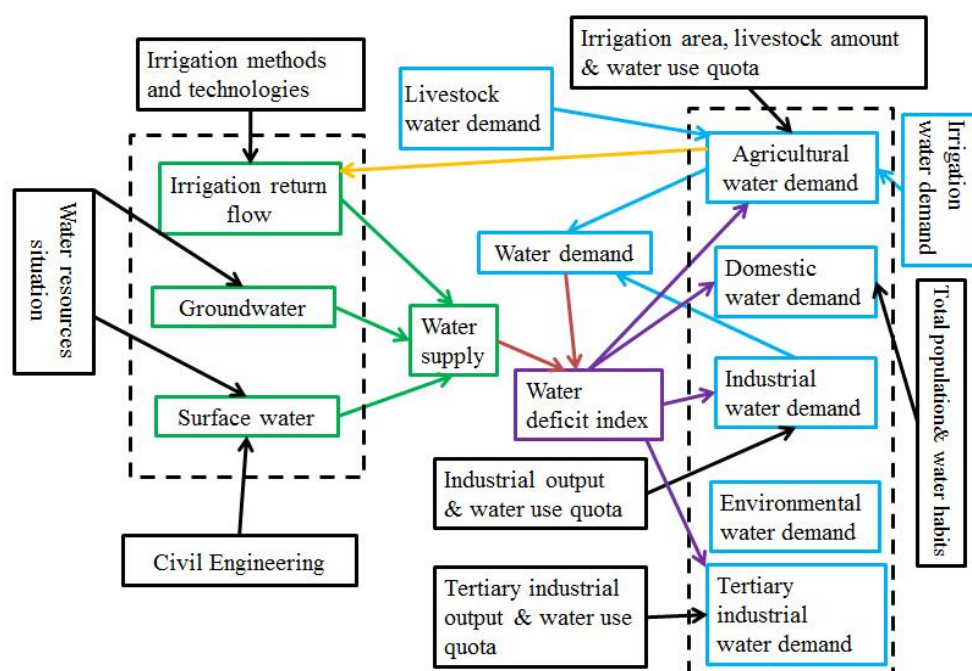 Irrigation methods
and technologies
Irrigation area, livestock amount
& water use quota
Livestock
water demand
Agricultural
water demand
Irrigation
water demand
Irrigation return
flow
Water resources
situation
Water demand
Domestic
water demand
Groundwater
Water
supply
Total population& water habits
Surface water
Water
deficit index
Industrial
water demand
Industrial output
& water use quota
Environmental
water demand
Civil Engineering
Tertiary industrial
output & water use
quota
Tertiary
industrial
water demand